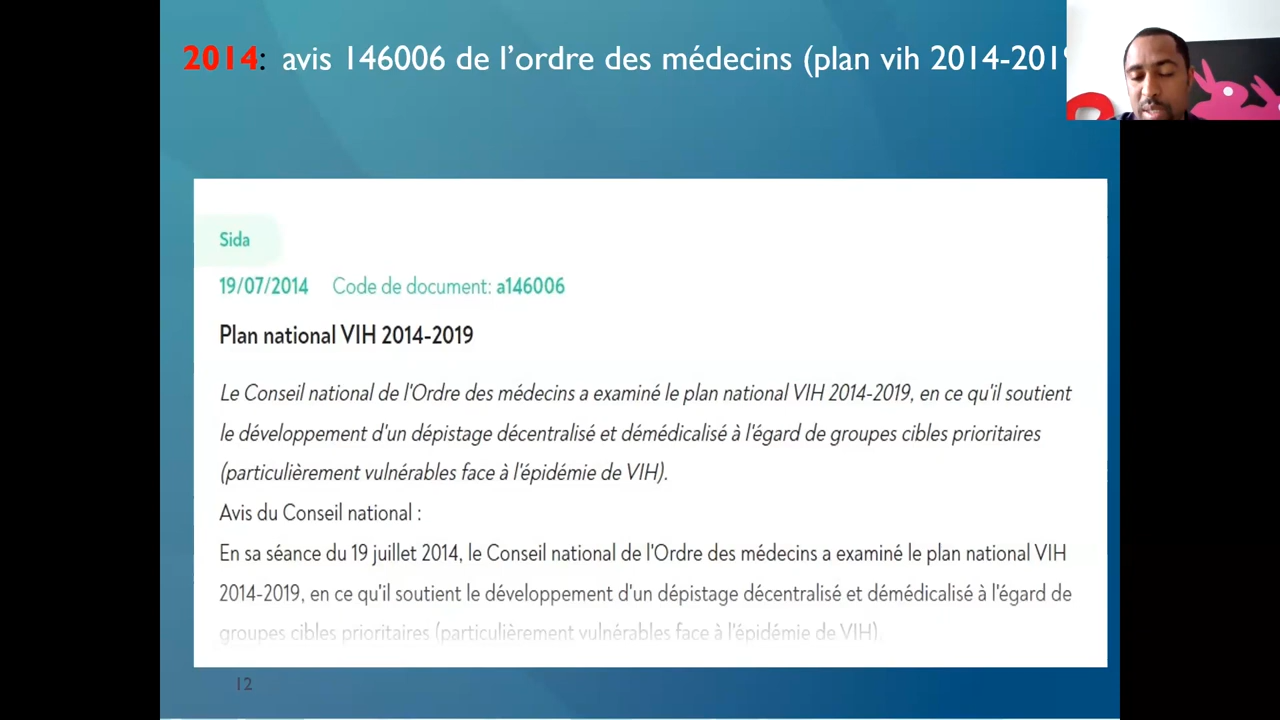 2014: avis 146006 de l’ordre des médecins (plan vih 2014-201
Sida
19/07/2014 Code de document: a146006
Plan national VIH 2014-2019
Le Conseil national de l'Ordre des médecins a examiné le plan national VIH 2014-2019, en ce qu'il soutient
le développement d'un dépistage décentralisé et démédicalisé à l'égard de groupes cibles prioritaires
(particulièrement vulnérables face à l'épidémie de VIH).
Avis du Conseil national :
En sa séance du 19 juillet 2014, le Conseil national de l'Ordre des médecins a examiné le plan national VIH
2014-2019, en ce qu'il soutient le développement d'un dépistage décentralisé et démédicalisé à l'égard de
groupes cibles prioritaires (particulièrement vulnérables face à l'épidémie de VIH).
12